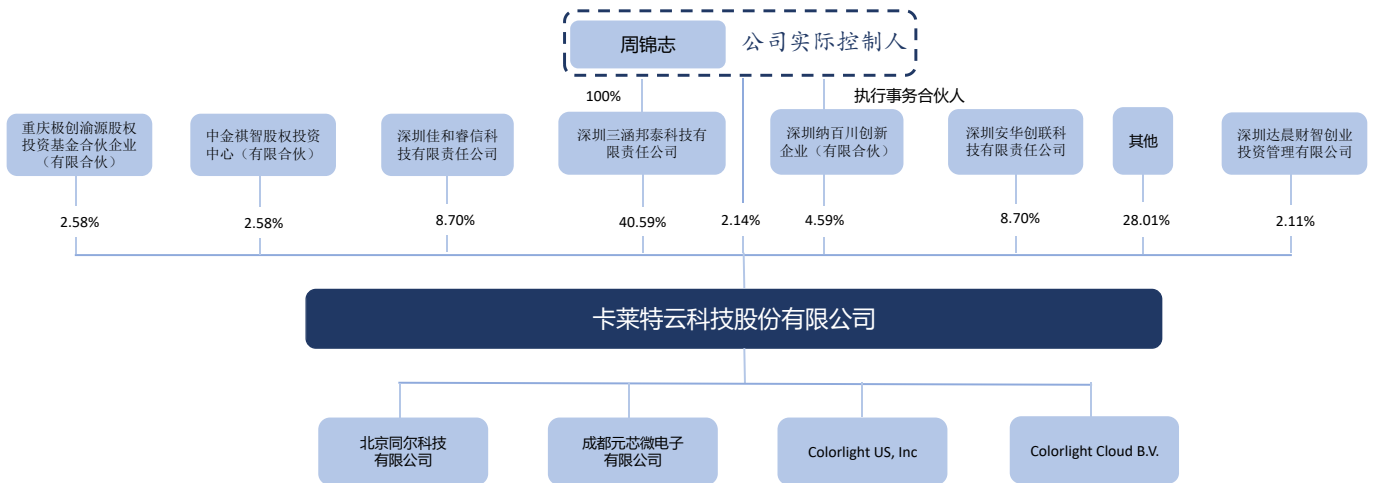 周锦志
公司实际控制人
100%
执行事务合伙人
重庆极创渝源股权
投资基金合伙企业
（有限合伙）
中金祺智股权投资
中心（有限合伙）
深圳佳和睿信科
技有限责任公司
深圳三涵邦泰科技有
限责任公司
深圳纳百川创新
企业（有限合伙）
深圳安华创联科
技有限责任公司
其他
深圳达晨财智创业
投资管理有限公司
2.58%
2.58%
8.70%
40.59%
2.14%
4.59%
8.70%
28.01%
2.11%
卡莱特云科技股份有限公司
北京同尔科技
有限公司
成都元芯微电子
有限公司
Colorlight US, Inc
Colorlight Cloud B.V.